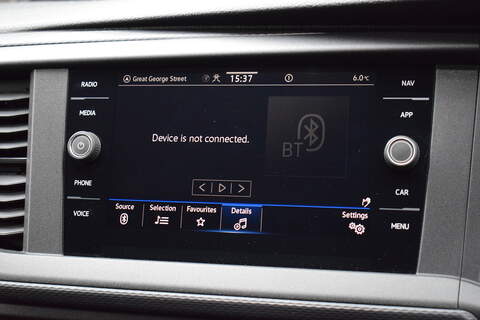 RADIO
MEDIA
PHONE
VOICE
Great George Street
15:37
6.0°C
Device is not connected.
BT
Source
Selection
Favourites
Details
Settings
NAV
APP
CAR
MENU